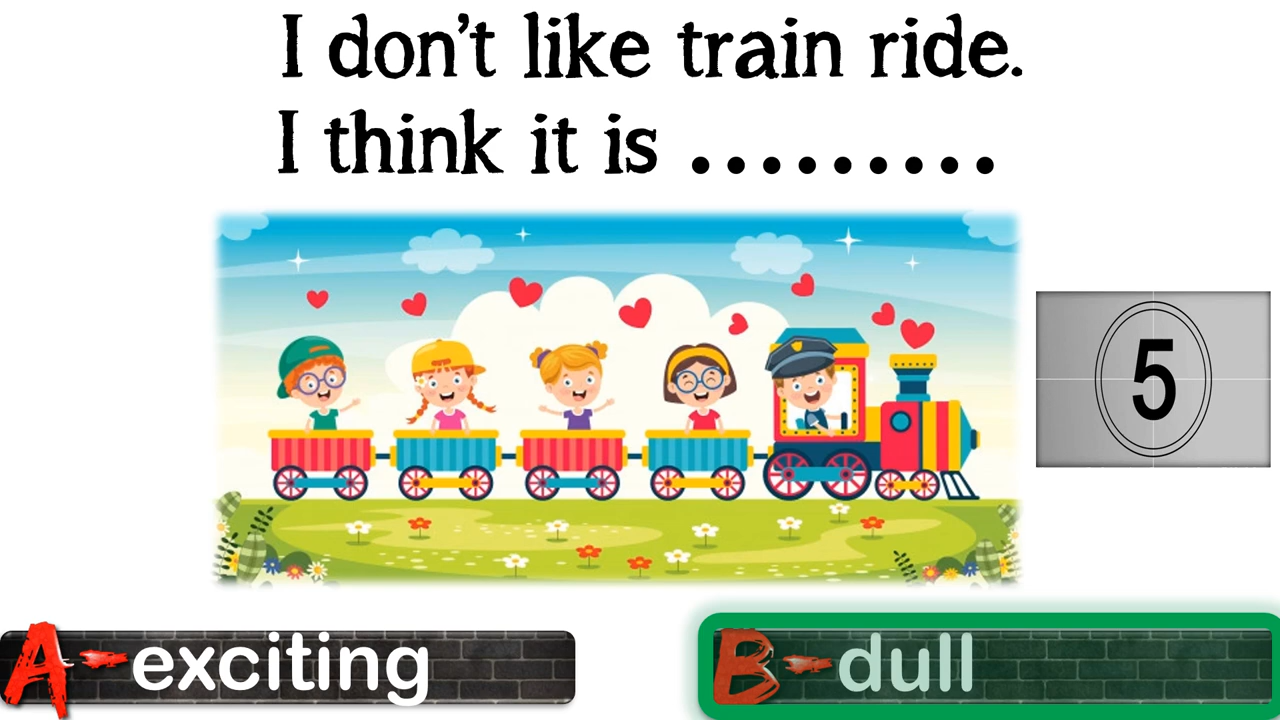 I don't like train ride.
I think it is .........
5
A- exciting
B- dull